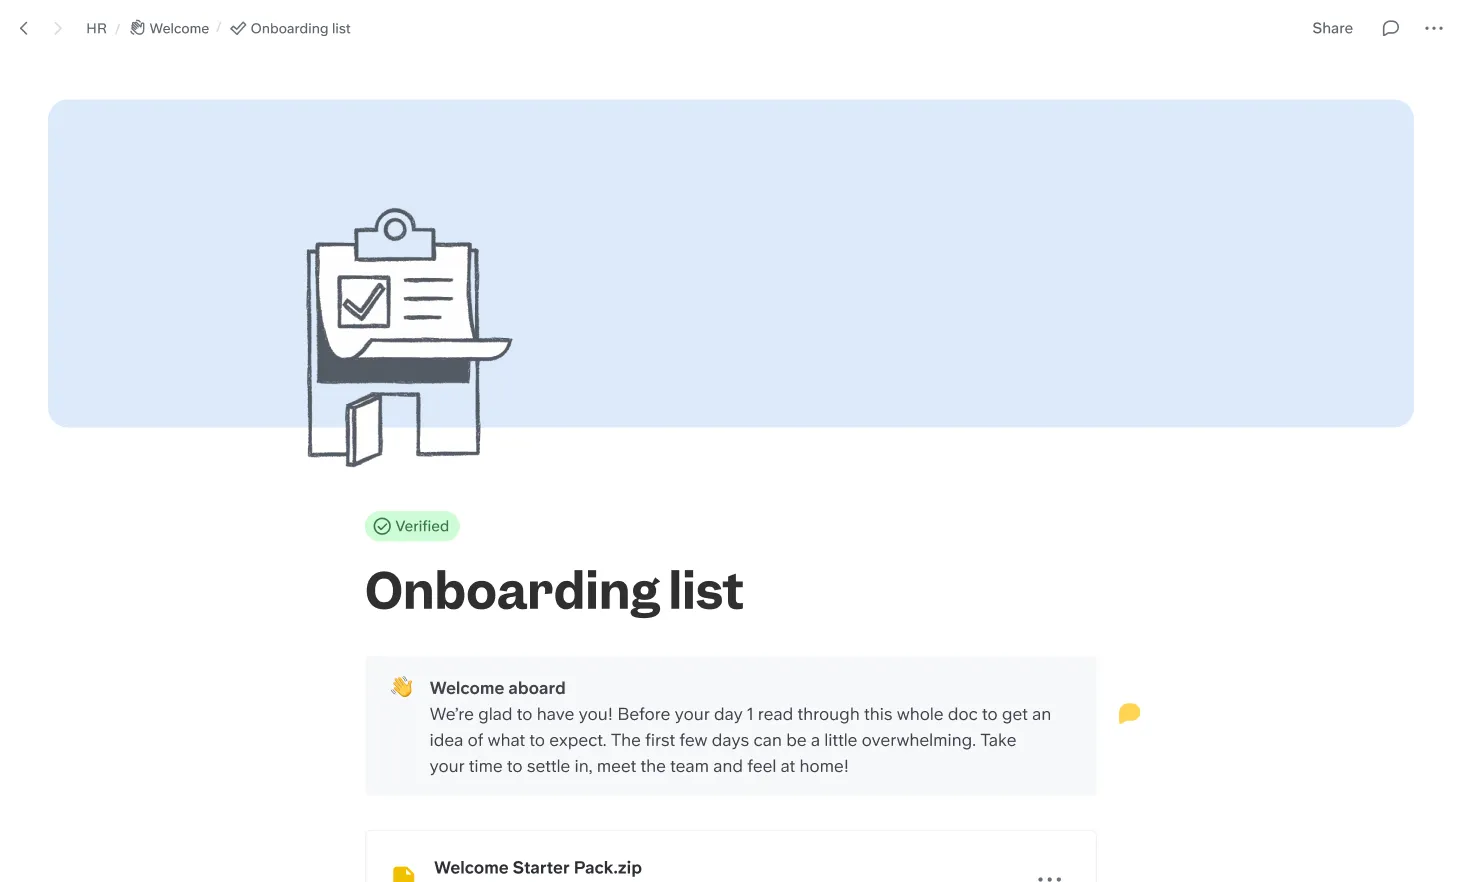 HR / Welcome / Onboarding list
Share
Verified
Onboarding list
Welcome aboard
We’re glad to have you! Before your day 1 read through this whole doc to get an
idea of what to expect. The first few days can be a little overwhelming. Take
your time to settle in, meet the team and feel at home!
Welcome Starter Pack.zip